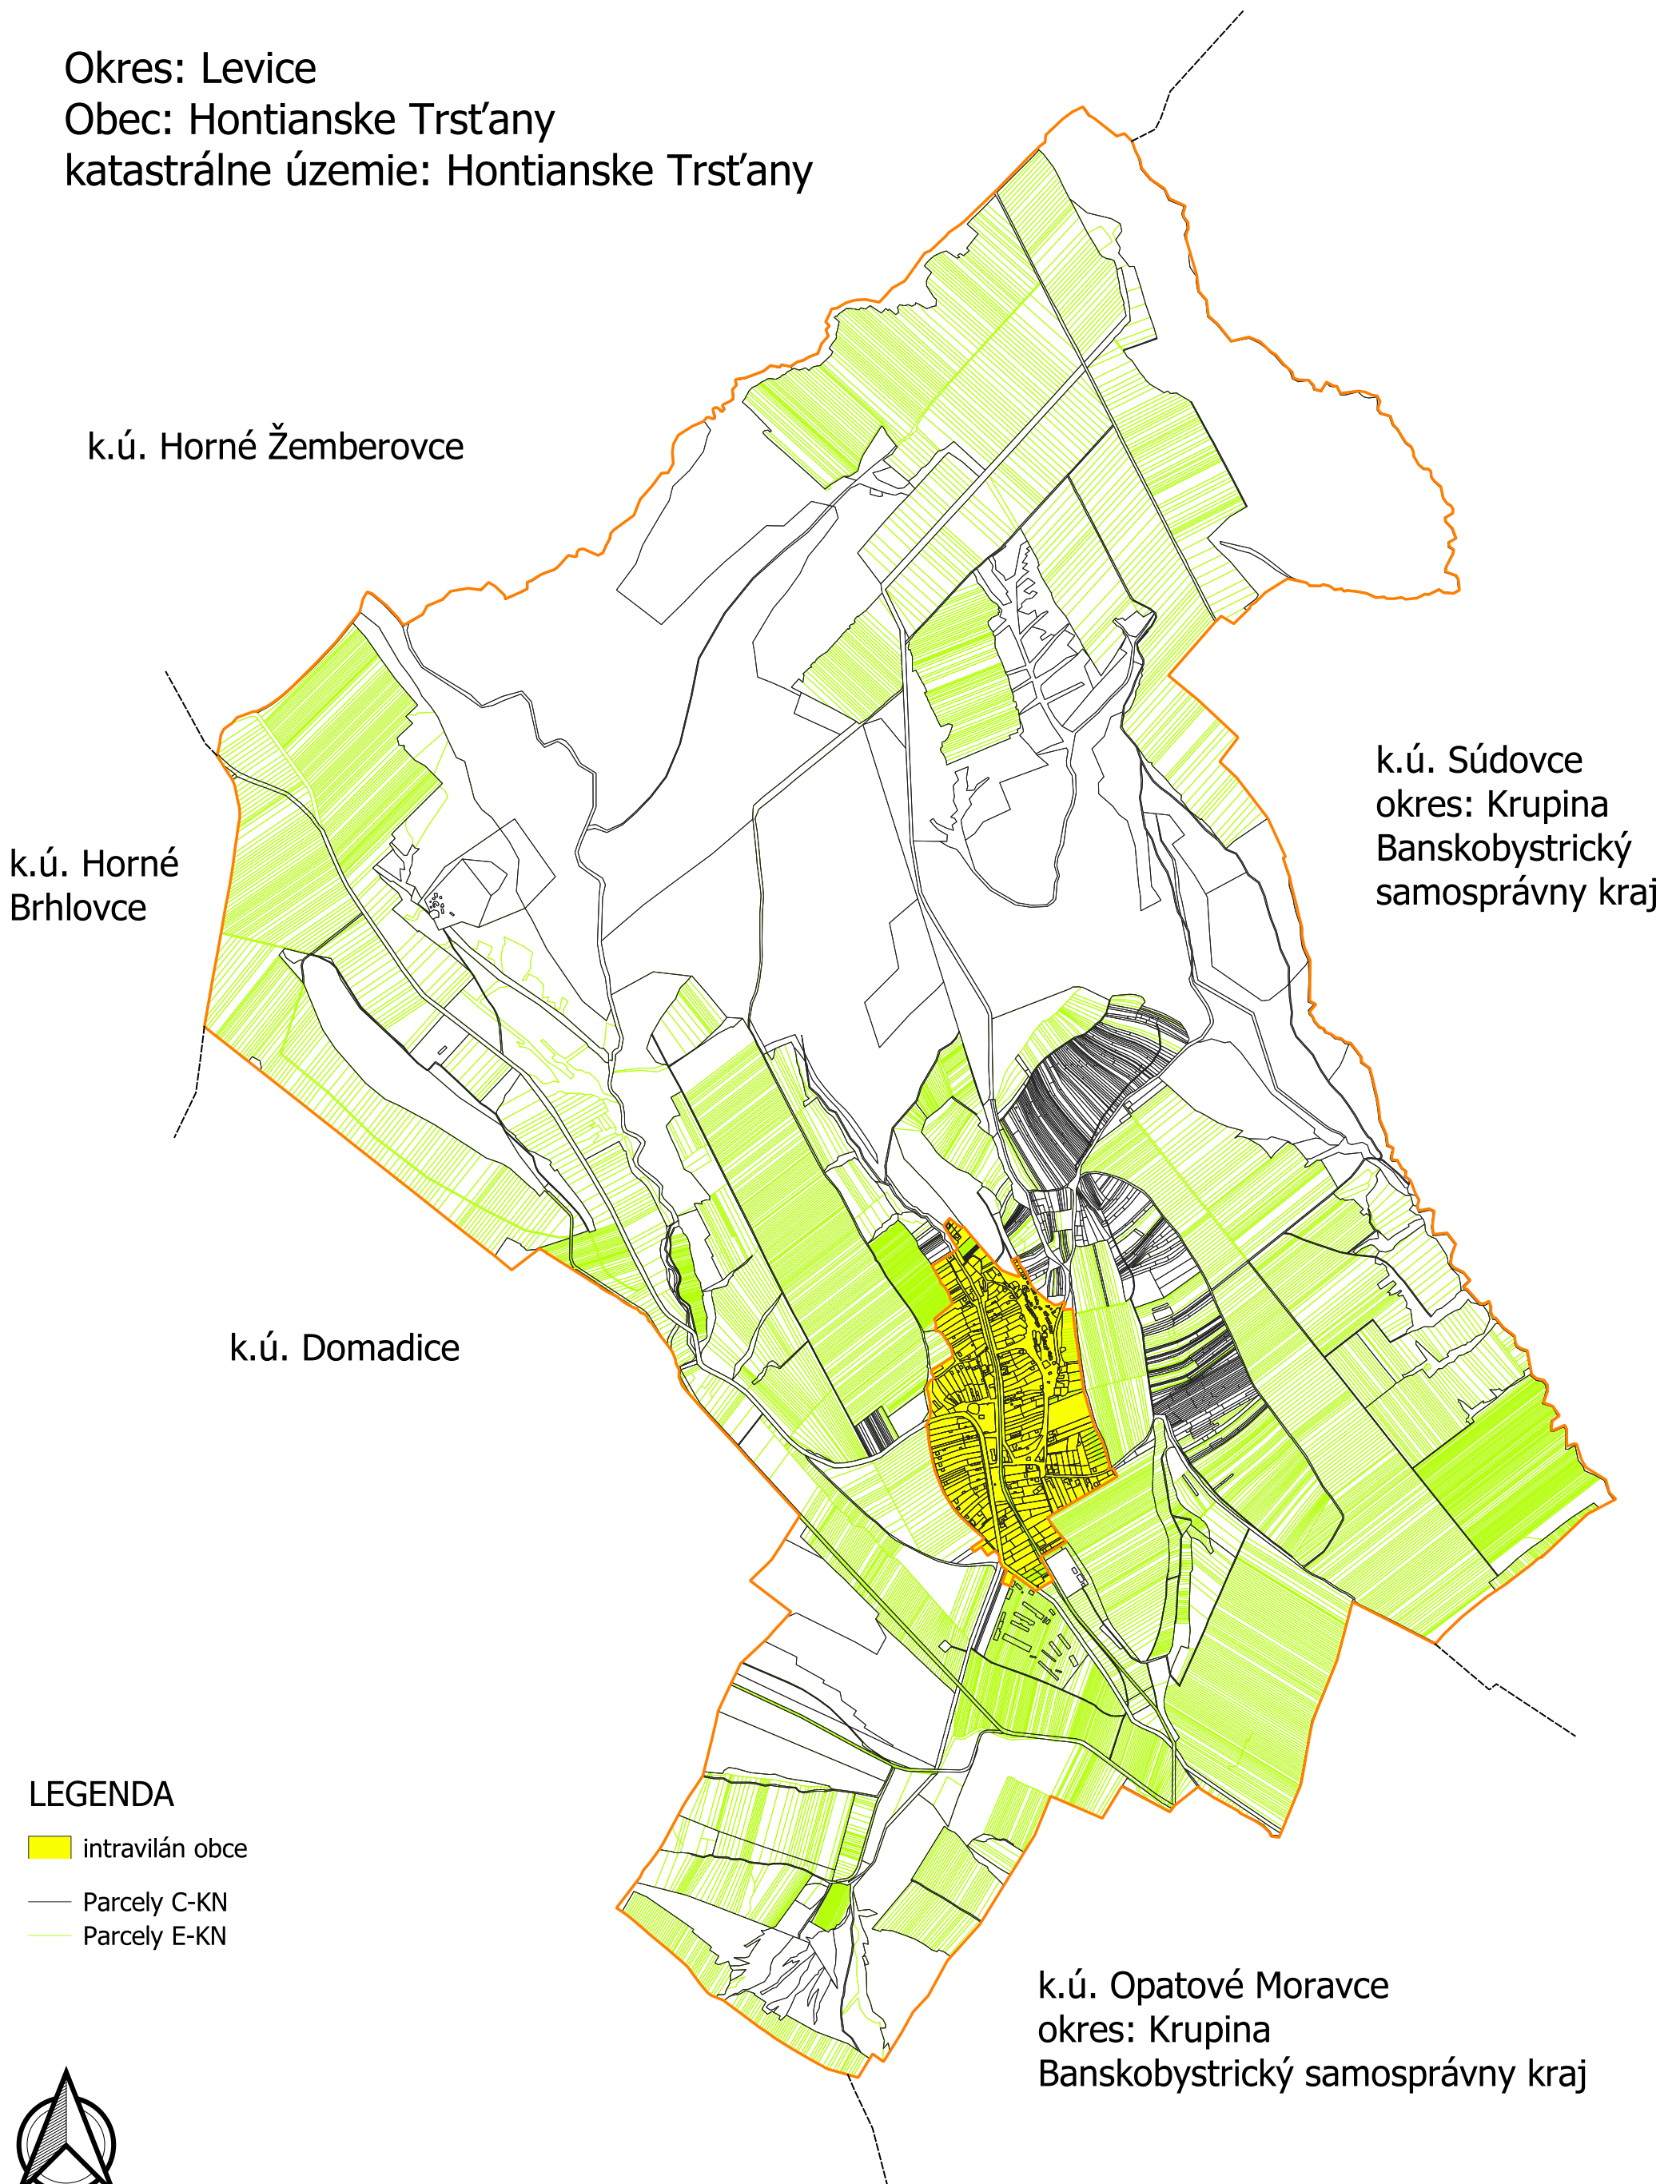 Okres: Levice
Obec: Hontianske Trsťany
katastrálne územie: Hontianske Trsťany
k.ú. Horné Žemberovce
k.ú. Súdovce
okres: Krupina
Banskobystrický
samosprávny kraj
k.ú. Horné
Brhlovce
k.ú. Domadice
LEGENDA
intravilán obce
Parcely C-KN
Parcely E-KN
k.ú. Opatové Moravce
okres: Krupina
Banskobystrický samosprávny kraj